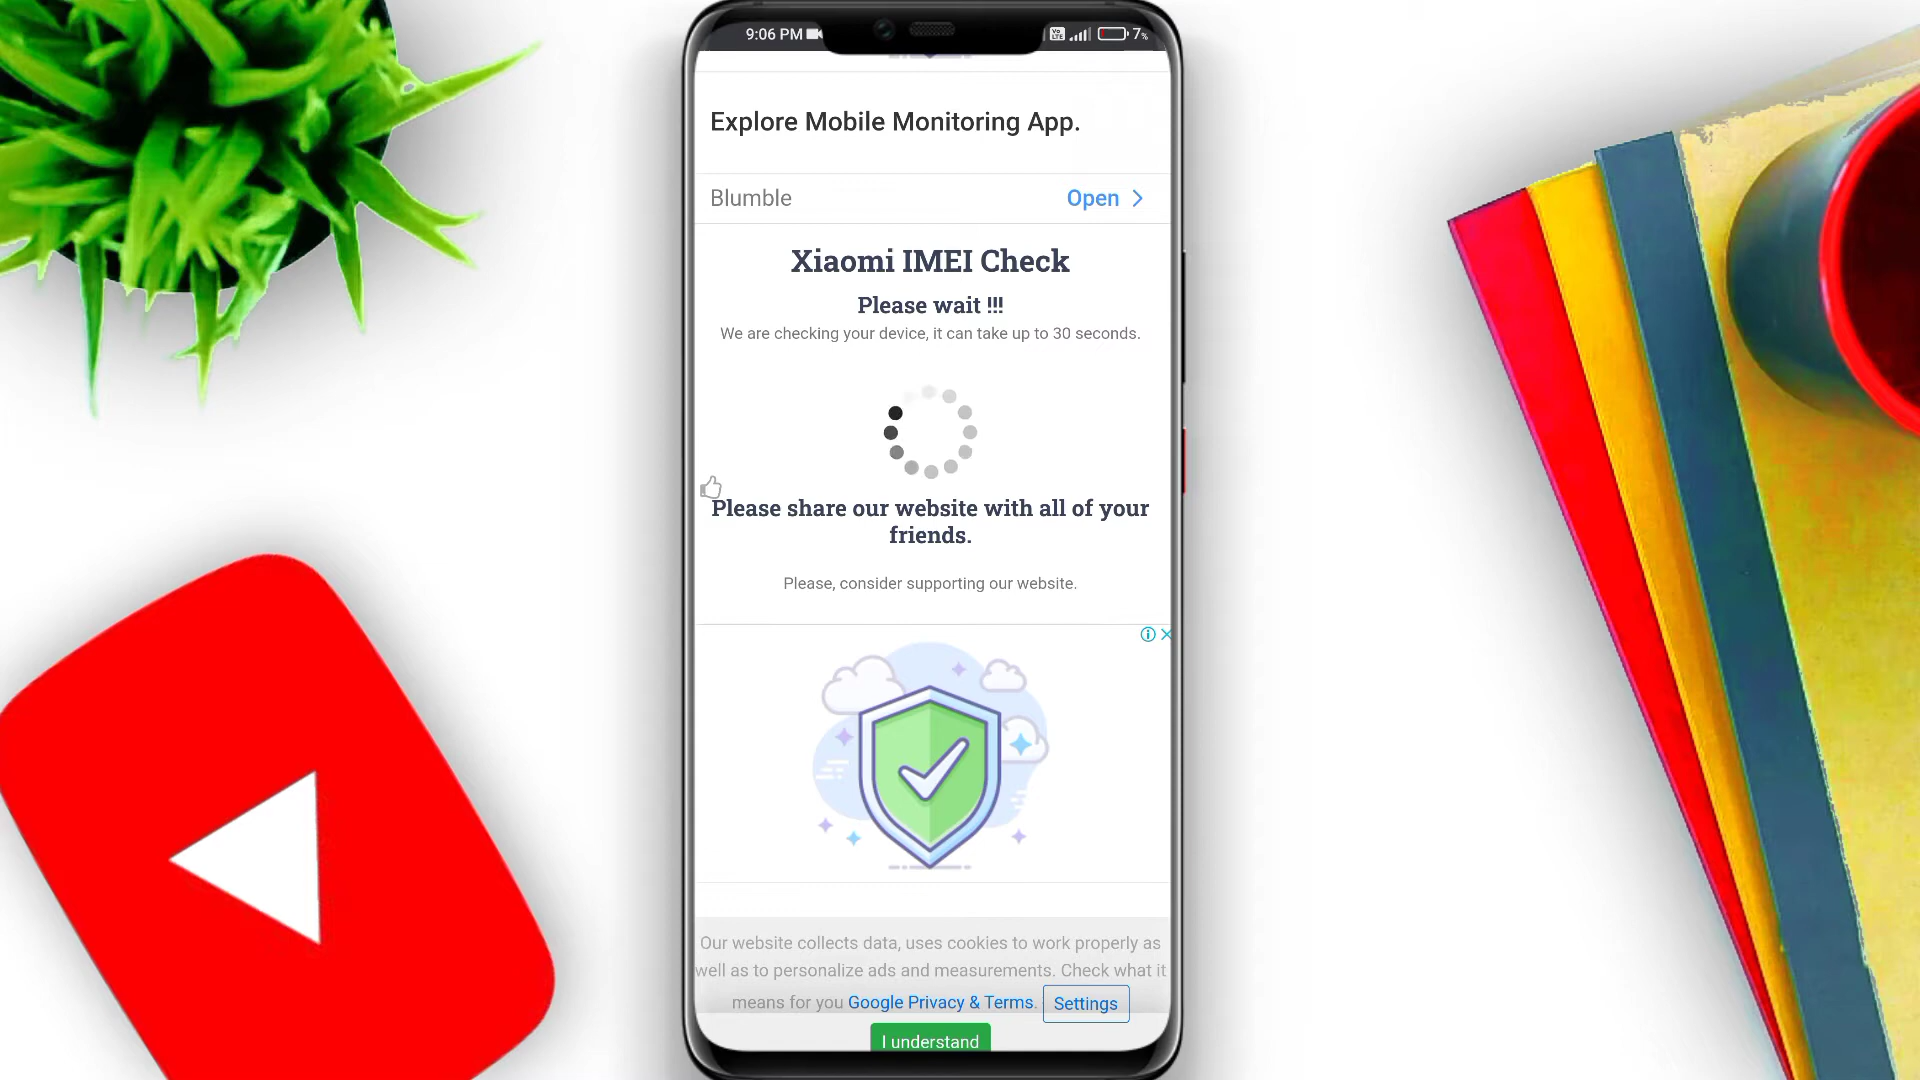 9:06 PM
Vo LTE
7%
Explore Mobile Monitoring App.
Blumble
Open
Xiaomi IMEI Check
Please wait !!!
We are checking your device, it can take up to 30 seconds.
Please share our website with all of your
friends.
Please, consider supporting our website.
Our website collects data, uses cookies to work properly as
well as to personalize ads and measurements. Check what it
means for you Google Privacy & Terms. Settings
I understand